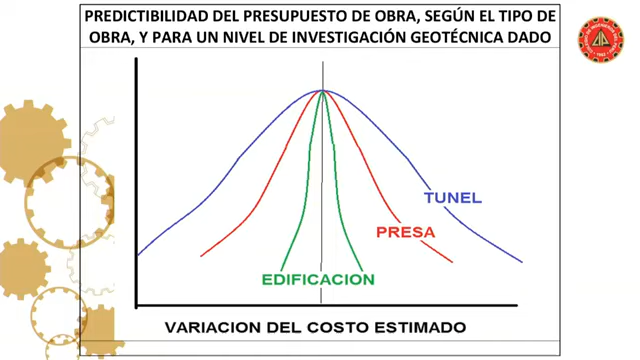 PREDICTIBILIDAD DEL PRESUPUESTO DE OBRA, SEGÚN EL TIPO DE
OBRA, Y PARA UN NIVEL DE INVESTIGACIÓN GEOTÉCNICA DADO
TUNEL
PRESA
EDIFICACION
VARIACION DEL COSTO ESTIMADO